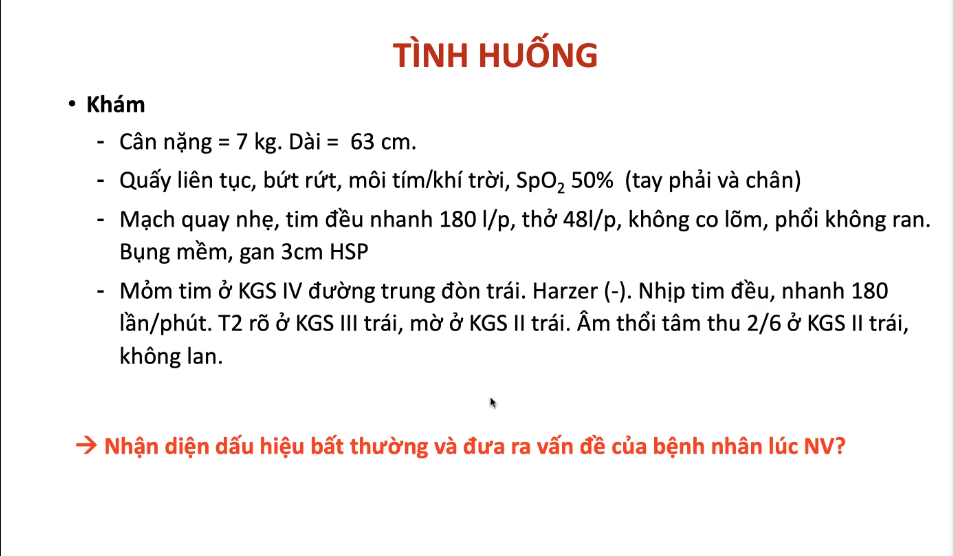 TÌNH HUỐNG
• Khám
- Cân nặng = 7 kg. Dài = 63 cm.
- Quấy liên tục, bứt rứt, môi tím/khí trời, SpO₂ 50% (tay phải và chân)
- Mạch quay nhẹ, tim đều nhanh 180 l/p, thở 48l/p, không co lõm, phổi không ran.
Bụng mềm, gan 3cm HSP
- Mỏm tim ở KGS IV đường trung đòn trái. Harzer (-). Nhịp tim đều, nhanh 180
lần/phút. T2 rõ ở KGS III trái, mờ ở KGS II trái. Âm thổi tâm thu 2/6 ở KGS II trái,
không lan.
→ Nhận diện dấu hiệu bất thường và đưa ra vấn đề của bệnh nhân lúc NV?